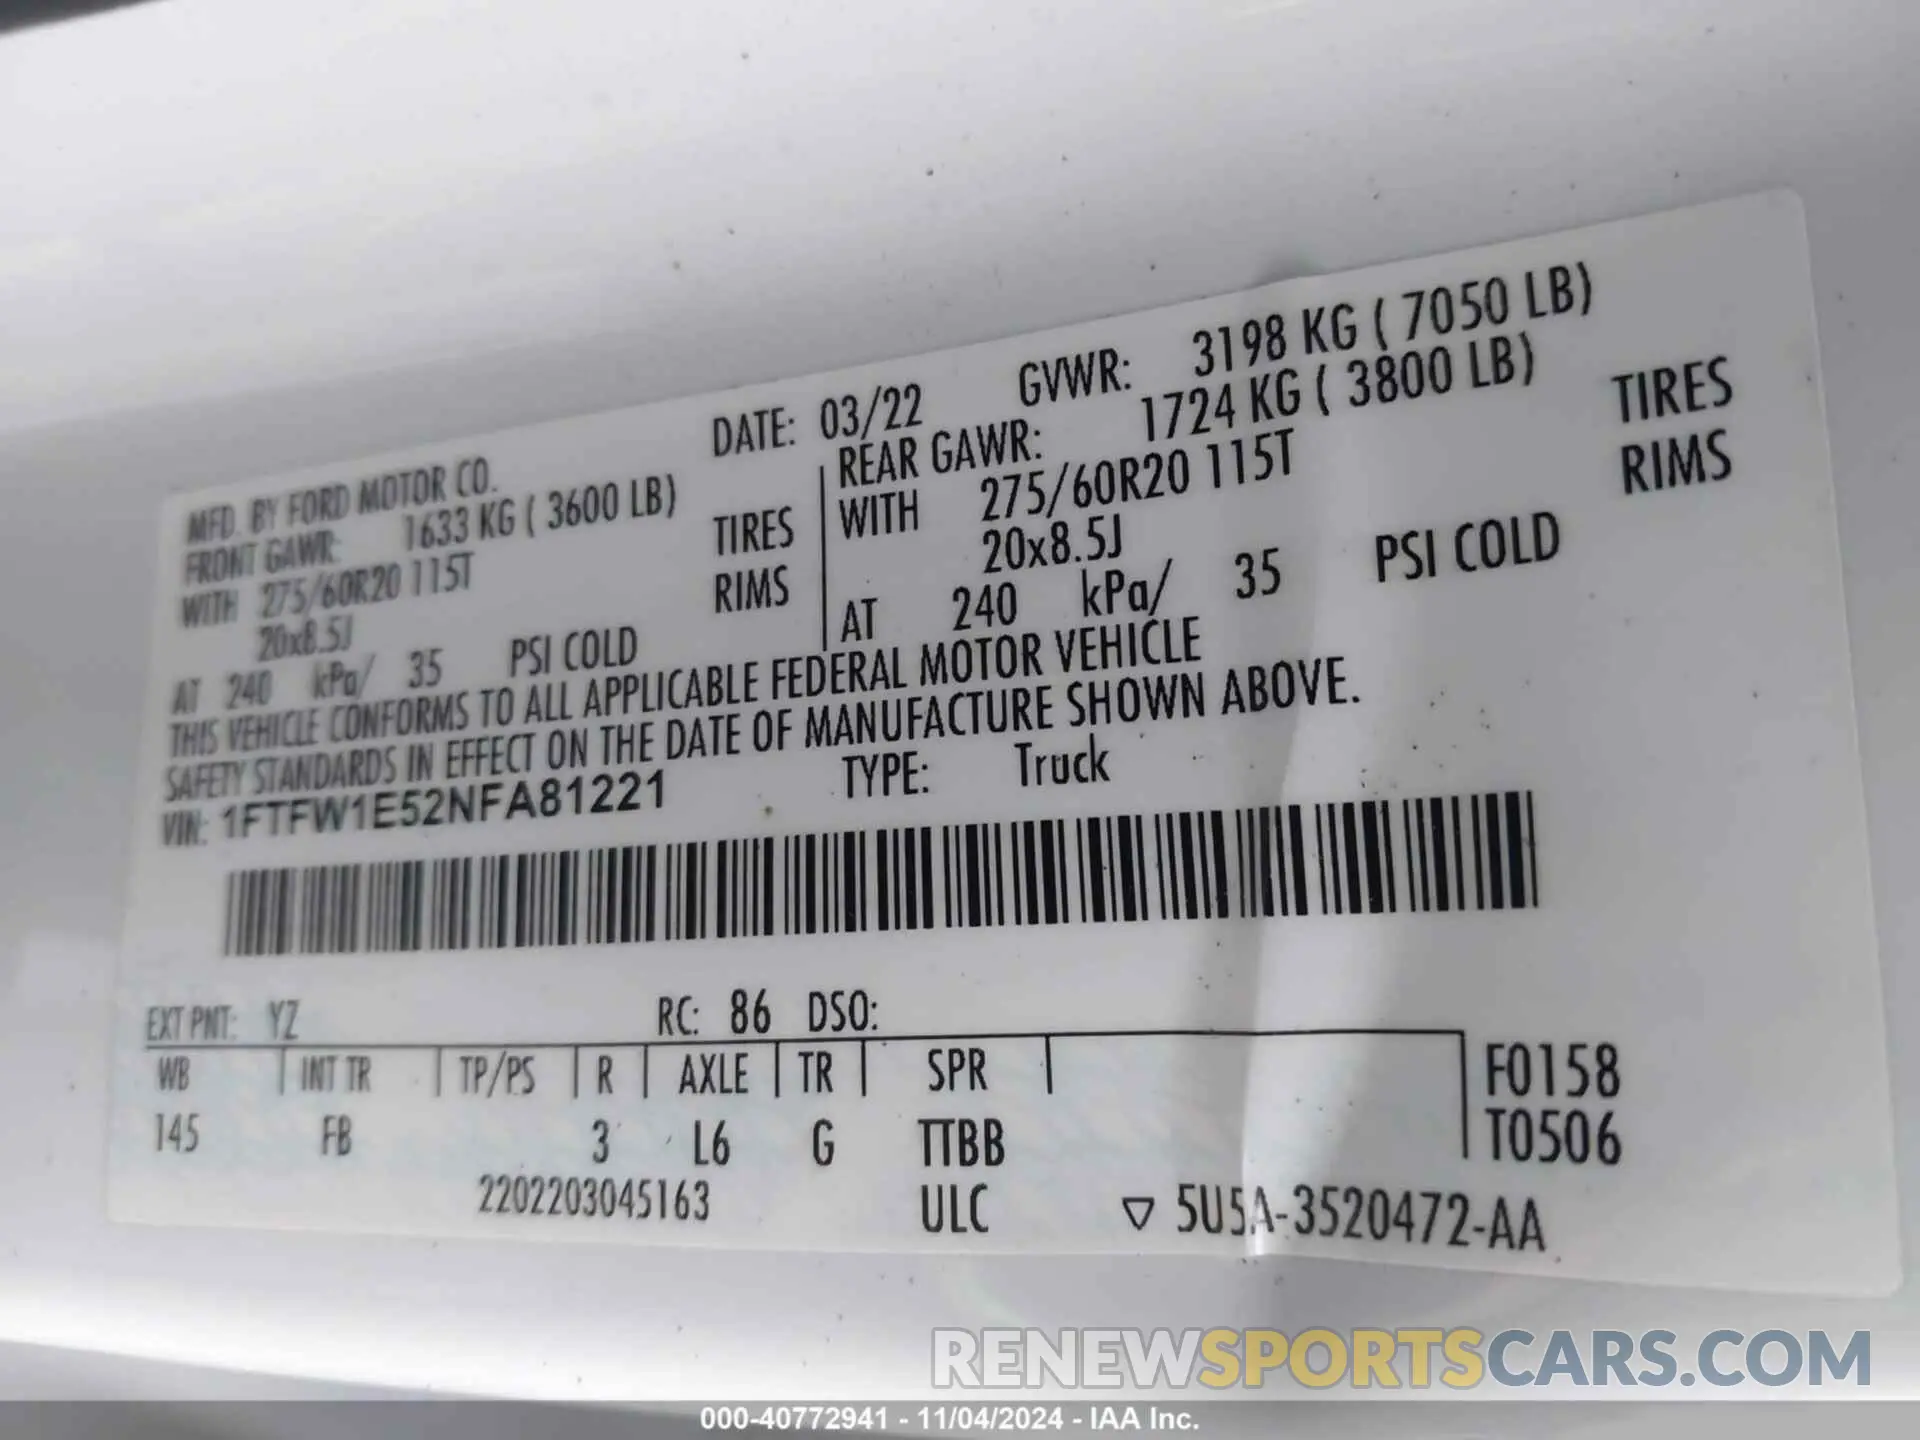 MFD. BY FORD MOTOR CO. DATE: 03/22 GVWR: 3198 KG ( 7050 LB)
FRONT GAWR: 1633 KG ( 3600 LB) REAR GAWR: 1724 KG ( 3800 LB)
WITH 275/60R20 115T TIRES WITH 275/60R20 115T TIRES
20x8.5J RIMS 20x8.5J RIMS
AT 240 kPa/ 35 PSI COLD AT 240 kPa/ 35 PSI COLD
THIS VEHICLE CONFORMS TO ALL APPLICABLE FEDERAL MOTOR VEHICLE
SAFETY STANDARDS IN EFFECT ON THE DATE OF MANUFACTURE SHOWN ABOVE.
VIN: 1FTFW1E52NFA81221 TYPE: Truck
EXT PNT: YZ RC: 86 DSO:
WB INT TR TP/PS R AXLE TR SPR F0158
145 FB 3 L6 G TTBB T0506
2202203045163 ULC ▽ 5U5A-3520472-AA
RENEWSPORTSCARS.COM
000-40772941 - 11/04/2024 - IAA Inc.